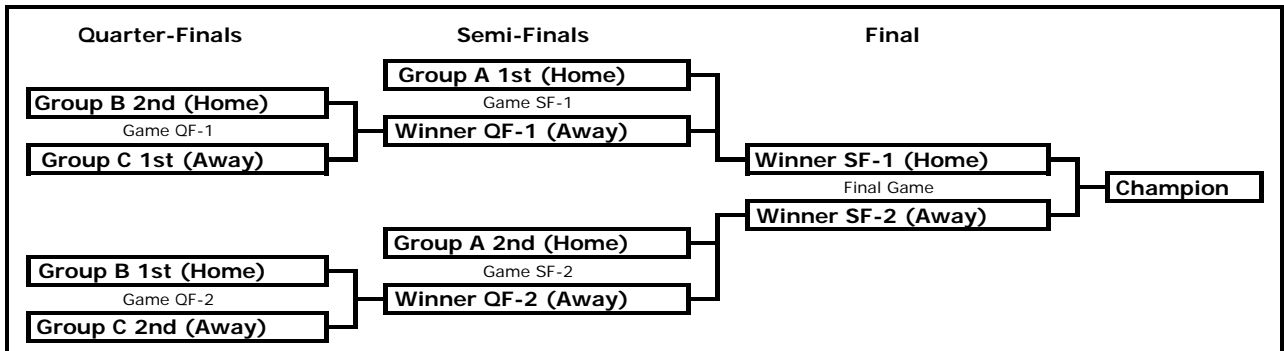 Quarter-Finals
Semi-Finals
Final
Group A 1st (Home)
Game SF-1
Winner QF-1 (Away)
Group B 2nd (Home)
Game QF-1
Group C 1st (Away)
Winner SF-1 (Home)
Final Game
Winner SF-2 (Away)
Champion
Group A 2nd (Home)
Game SF-2
Winner QF-2 (Away)
Group B 1st (Home)
Game QF-2
Group C 2nd (Away)